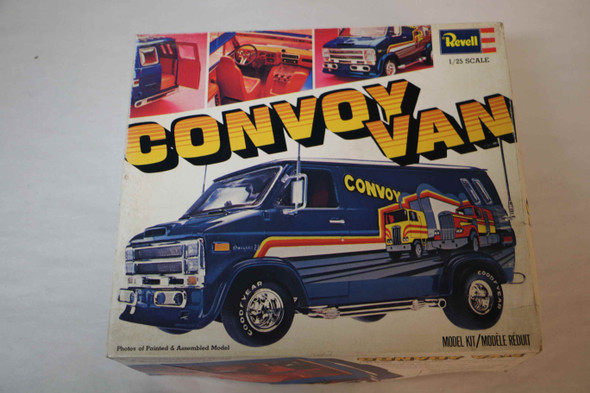 Revell
1/25 SCALE
CONVOY
VAN
CONVOY
GOODYEAR
GOODYEAR
Photos of Painted & Assembled Model
MODEL KIT/MODÈLE RÉDUIT